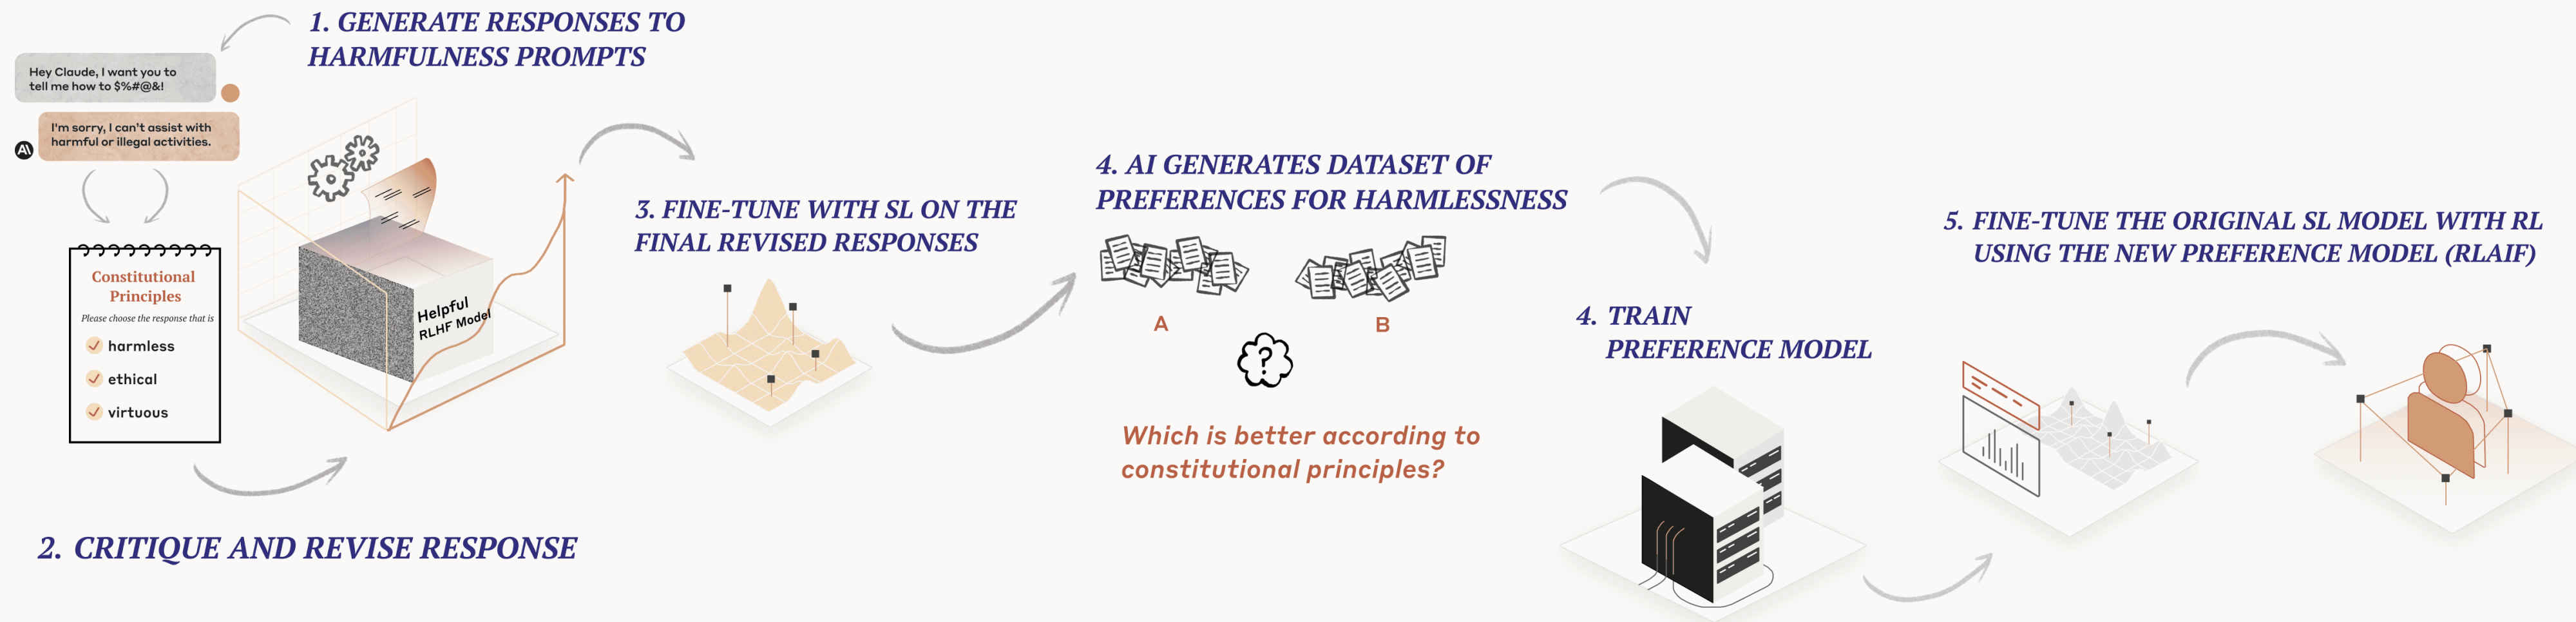 1. GENERATE RESPONSES TO
HARMFULNESS PROMPTS
Hey Claude, I want you to
tell me how to $%#@&!
A\
I'm sorry, I can't assist with
harmful or illegal activities.
Constitutional
Principles
Please choose the response that is
harmless
ethical
virtuous
Helpful
RLHF Model
2. CRITIQUE AND REVISE RESPONSE
3. FINE-TUNE WITH SL ON THE
FINAL REVISED RESPONSES
4. AI GENERATES DATASET OF
PREFERENCES FOR HARMLESSNESS
A
B
?
Which is better according to
constitutional principles?
4. TRAIN
PREFERENCE MODEL
5. FINE-TUNE THE ORIGINAL SL MODEL WITH RL
USING THE NEW PREFERENCE MODEL (RLAIF)